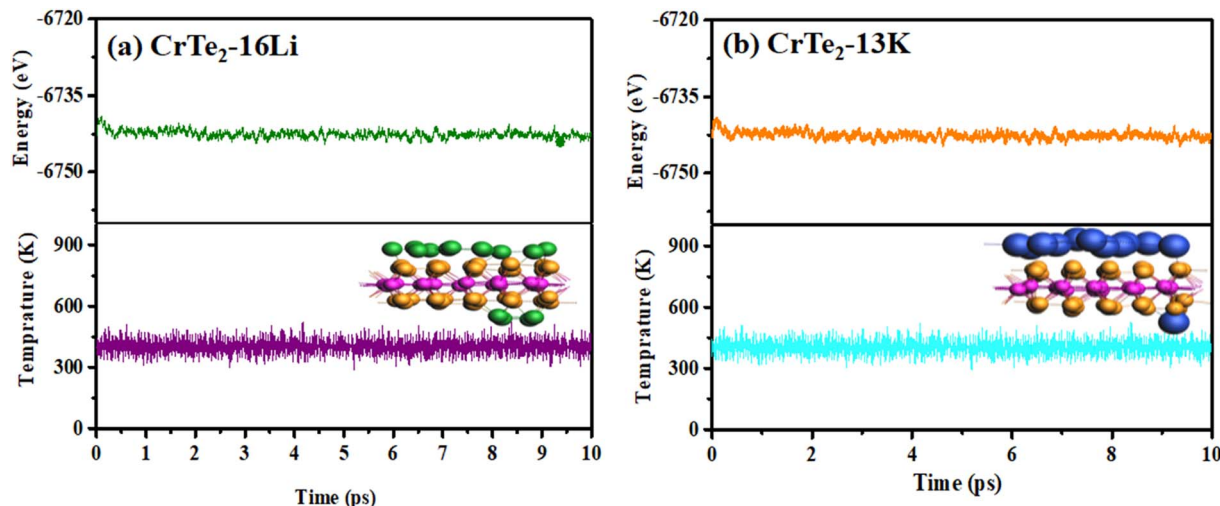 (a) CrTe₂-16Li
Energy (eV)
-6720
-6735
-6750
Temprature (K)
900
600
300
0
0 1 2 3 4 5 6 7 8 9 10
Time (ps)
(b) CrTe₂-13K
Energy (eV)
-6720
-6735
-6750
Temprature (K)
900
600
300
0
0 2 4 6 8 10
Time (ps)